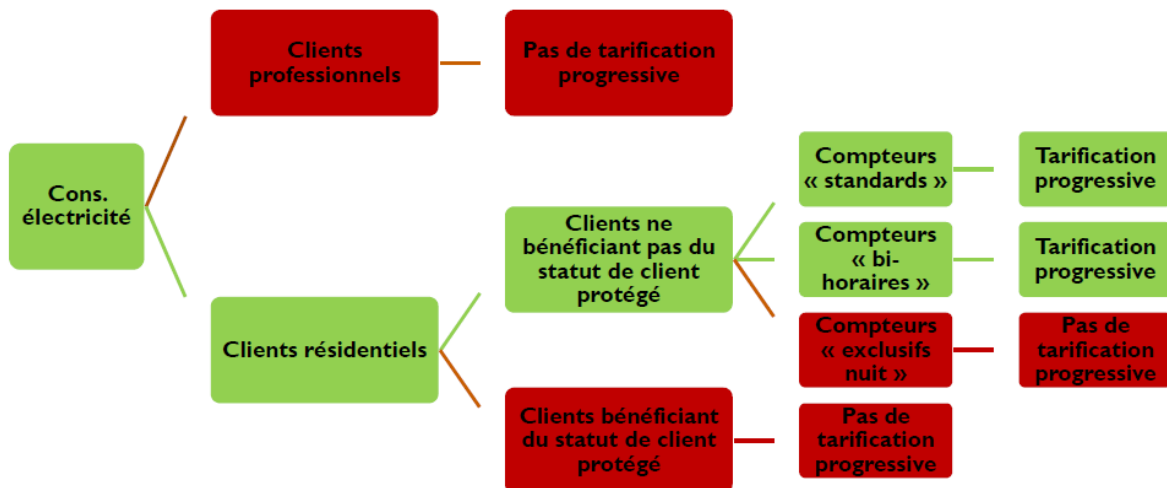 Clients
professionnels
Pas de tarification
progressive
Cons.
électricité
Clients résidentiels
Clients ne
bénéficiant pas du
statut de client
protégé
Compteurs
« standards »
Tarification
progressive
Compteurs
« bi-
horaires »
Tarification
progressive
Compteurs
« exclusifs
nuit »
Pas de
tarification
progressive
Clients bénéficiant
du statut de client
protégé
Pas de
tarification
progressive